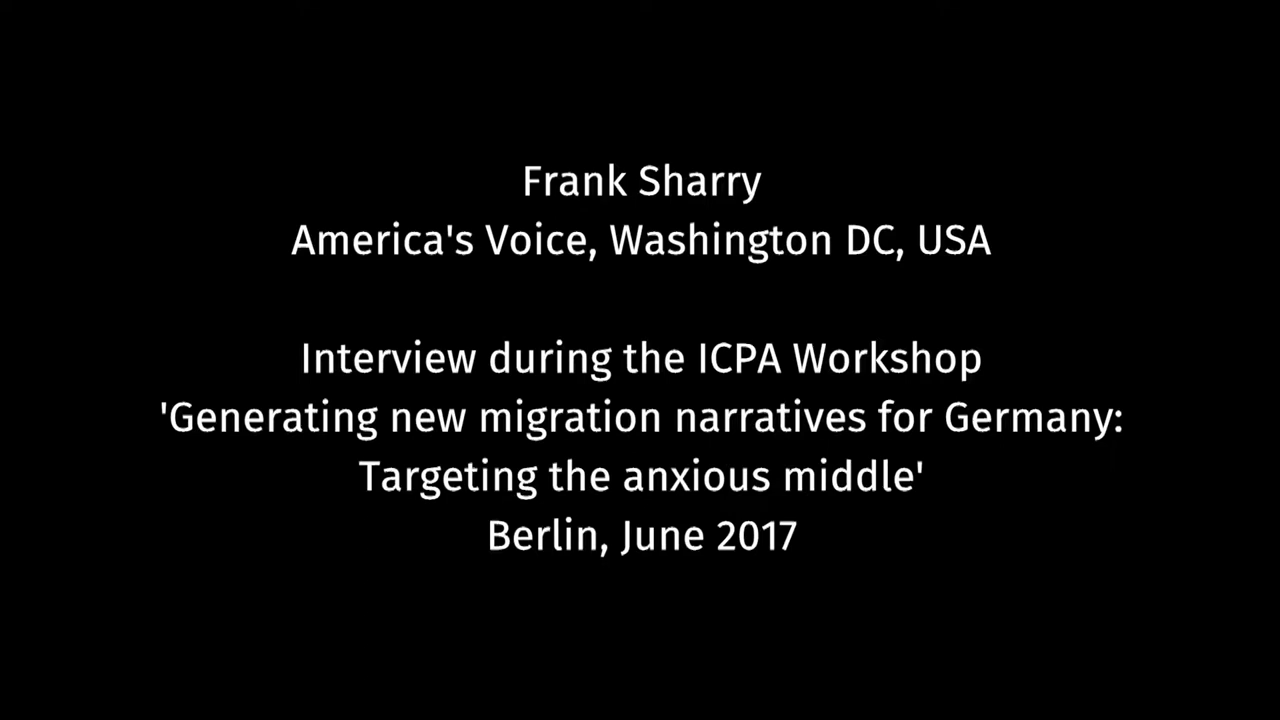 Frank Sharry
America's Voice, Washington DC, USA
Interview during the ICPA Workshop
'Generating new migration narratives for Germany:
Targeting the anxious middle'
Berlin, June 2017